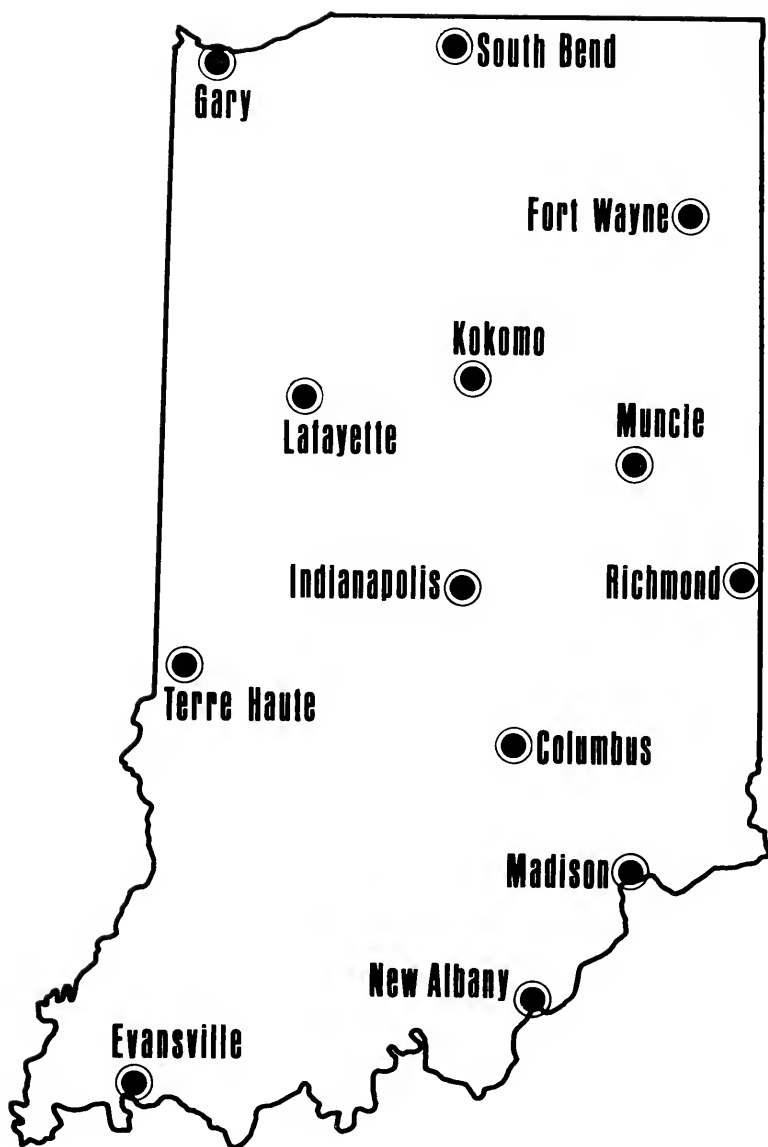 South Bend
Gary
Fort Wayne
Kokomo
Lafayette
Muncie
Indianapolis
Richmond
Terre Haute
Columbus
Madison
New Albany
Evansville